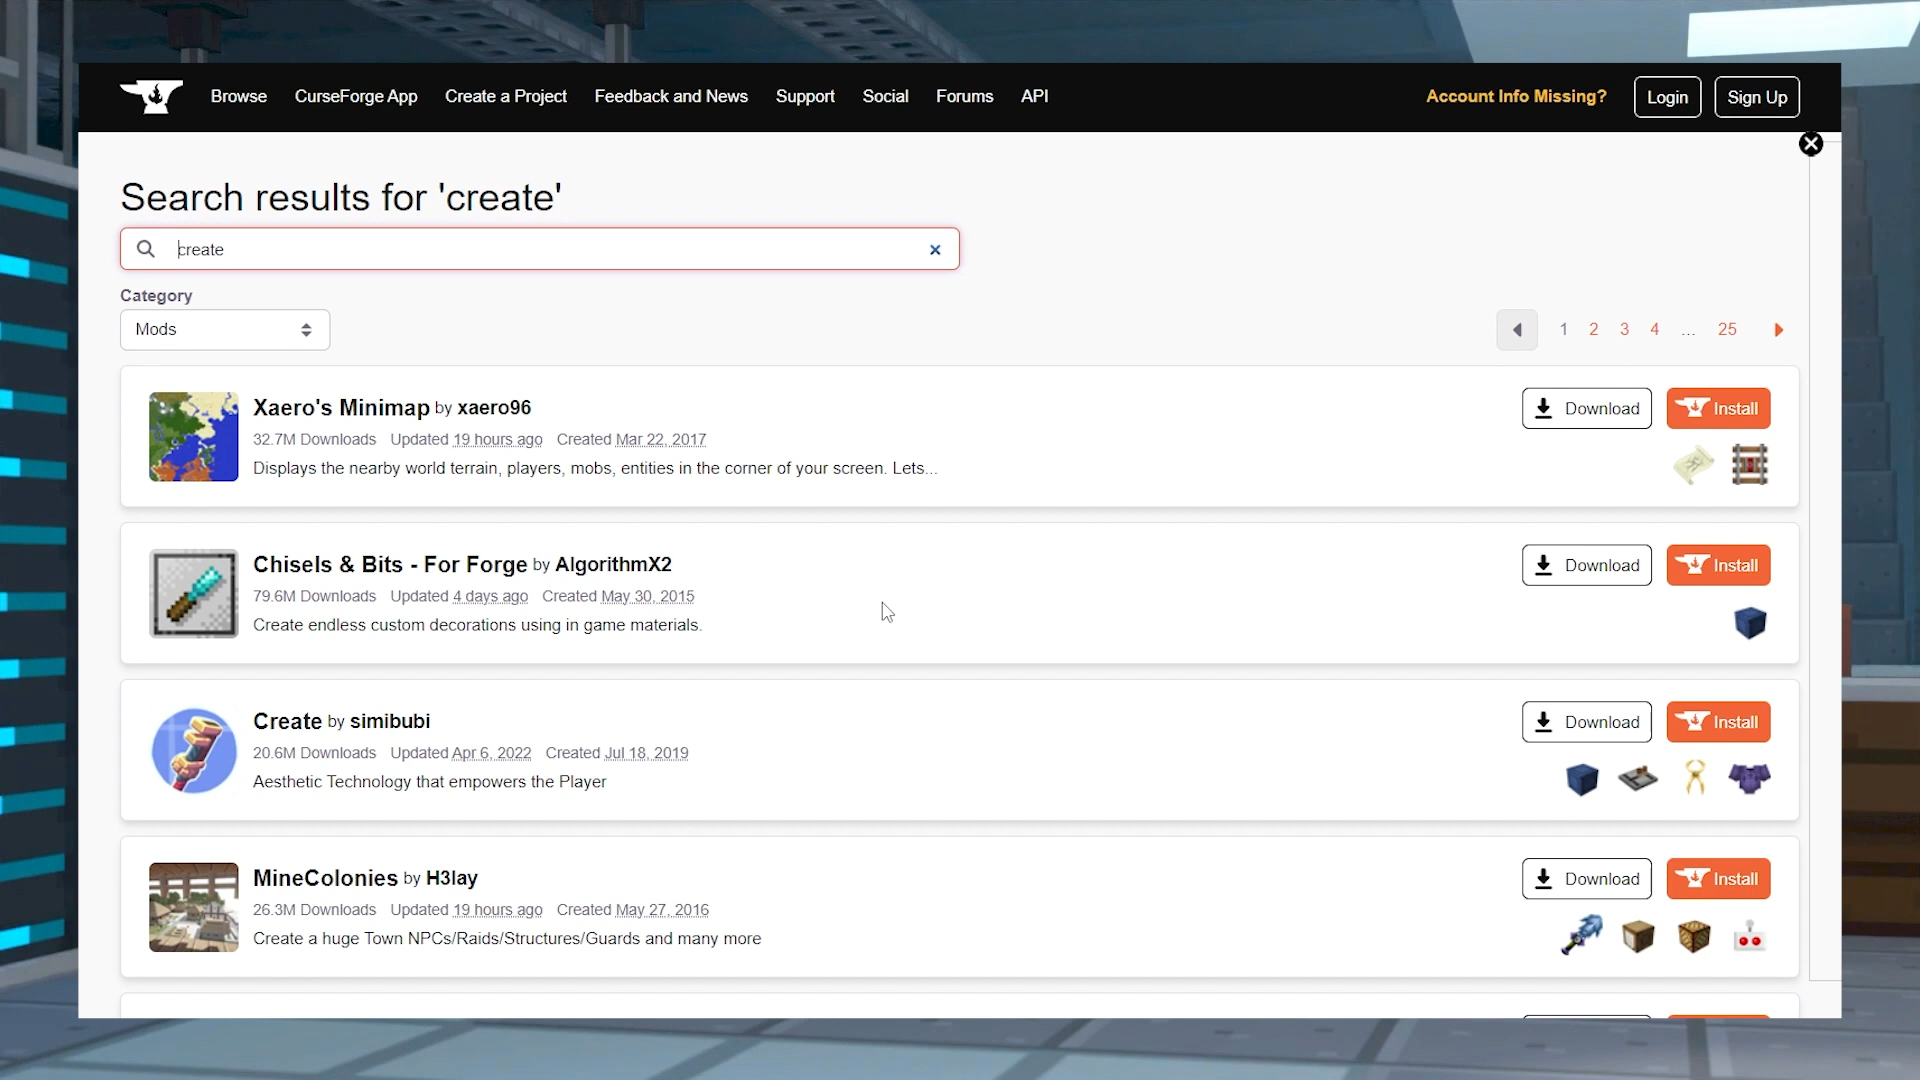 Browse CurseForge App Create a Project Feedback and News Support Social Forums API Account Info Missing? Login Sign Up
Search results for 'create'
create
Category
Mods
1 2 3 4 ... 25
Xaero's Minimap by xaero96
Download Install
32.7M Downloads Updated 19 hours ago Created Mar 22, 2017
Displays the nearby world terrain, players, mobs, entities in the corner of your screen. Lets...
Chisels & Bits - For Forge by AlgorithmX2
Download Install
79.6M Downloads Updated 4 days ago Created May 30, 2015
Create endless custom decorations using in game materials.
Create by simibubi
Download Install
20.6M Downloads Updated Apr 6, 2022 Created Jul 18, 2019
Aesthetic Technology that empowers the Player
MineColonies by H3lay
Download Install
26.3M Downloads Updated 19 hours ago Created May 27, 2016
Create a huge Town NPCs/Raids/Structures/Guards and many more